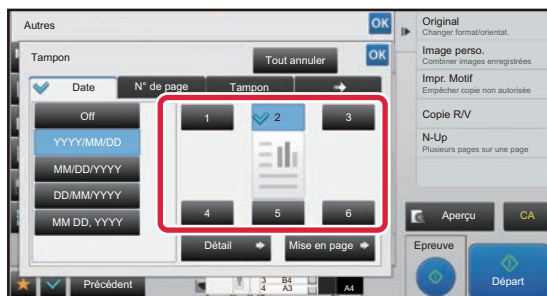 Autres
OK
Tampon
Tout annuler
OK
Date
N° de page
Tampon
Off
YYYY/MM/DD
MM/DD/YYYY
DD/MM/YYYY
MM DD, YYYY
1
2
3
4
5
6
Détail
Mise en page
Précédent
3 B4
4 A3
A4
Original
Changer format/orientat.
Image perso.
Combiner images enregistrées
Impr. Motif
Empêcher copie non autorisée
Copie R/V
N-Up
Plusieurs pages sur une page
Aperçu
CA
Epreuve
Départ